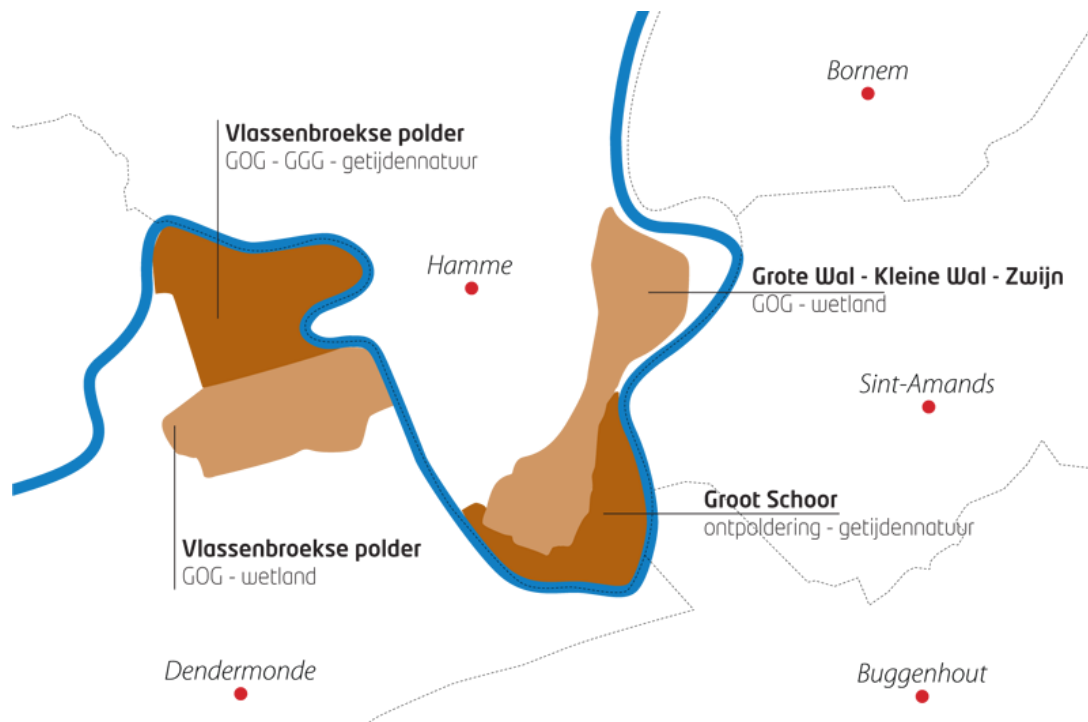 Bornem
Vlassenbroekse polder
GOG - GGG - getijdennatuur
Hamme
Grote Wal - Kleine Wal - Zwijn
GOG - wetland
Sint-Amands
Groot Schoor
ontpoldering - getijdennatuur
Vlassenbroekse polder
GOG - wetland
Dendermonde
Buggenhout